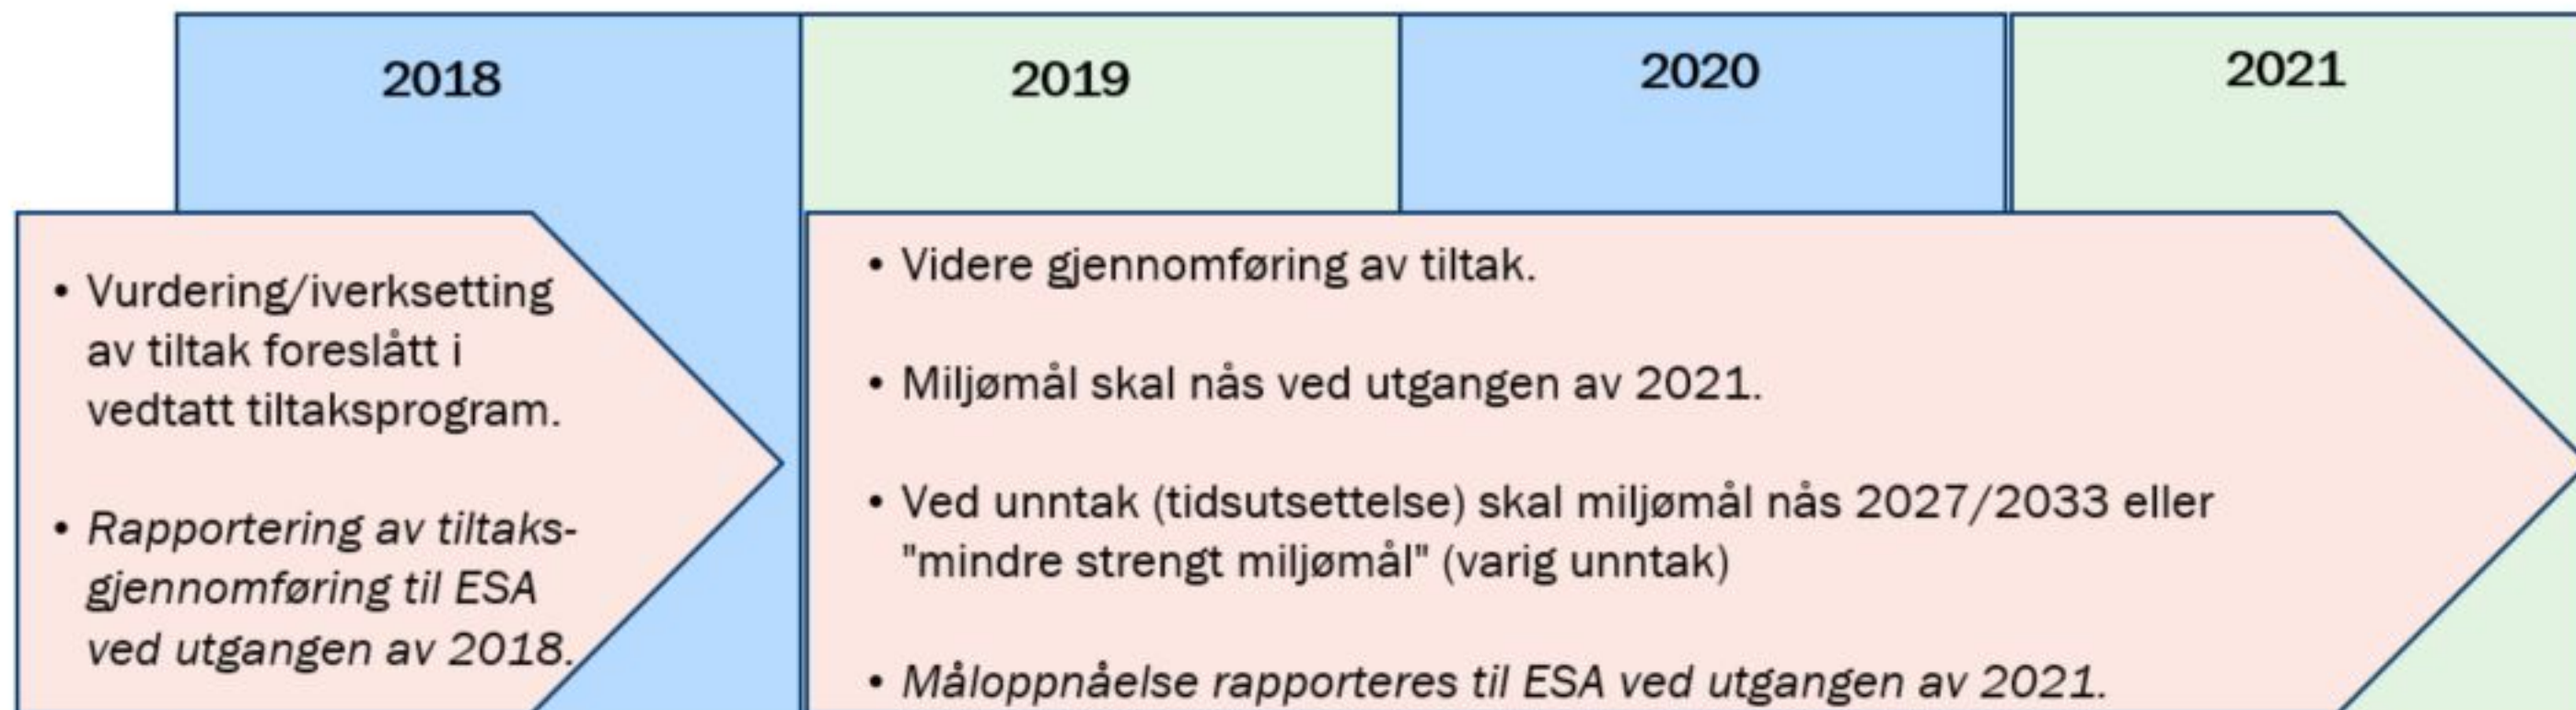 2018
2019
2020
2021
• Vurdering/iverksetting
av tiltak foreslått i
vedtatt tiltaksprogram.
• Rapportering av tiltaks-
gjennomføring til ESA
ved utgangen av 2018.
• Videre gjennomføring av tiltak.
• Miljømål skal nås ved utgangen av 2021.
• Ved unntak (tidsutsettelse) skal miljømål nås 2027/2033 eller
"mindre strengt miljømål" (varig unntak)
• Måloppnåelse rapporteres til ESA ved utgangen av 2021.